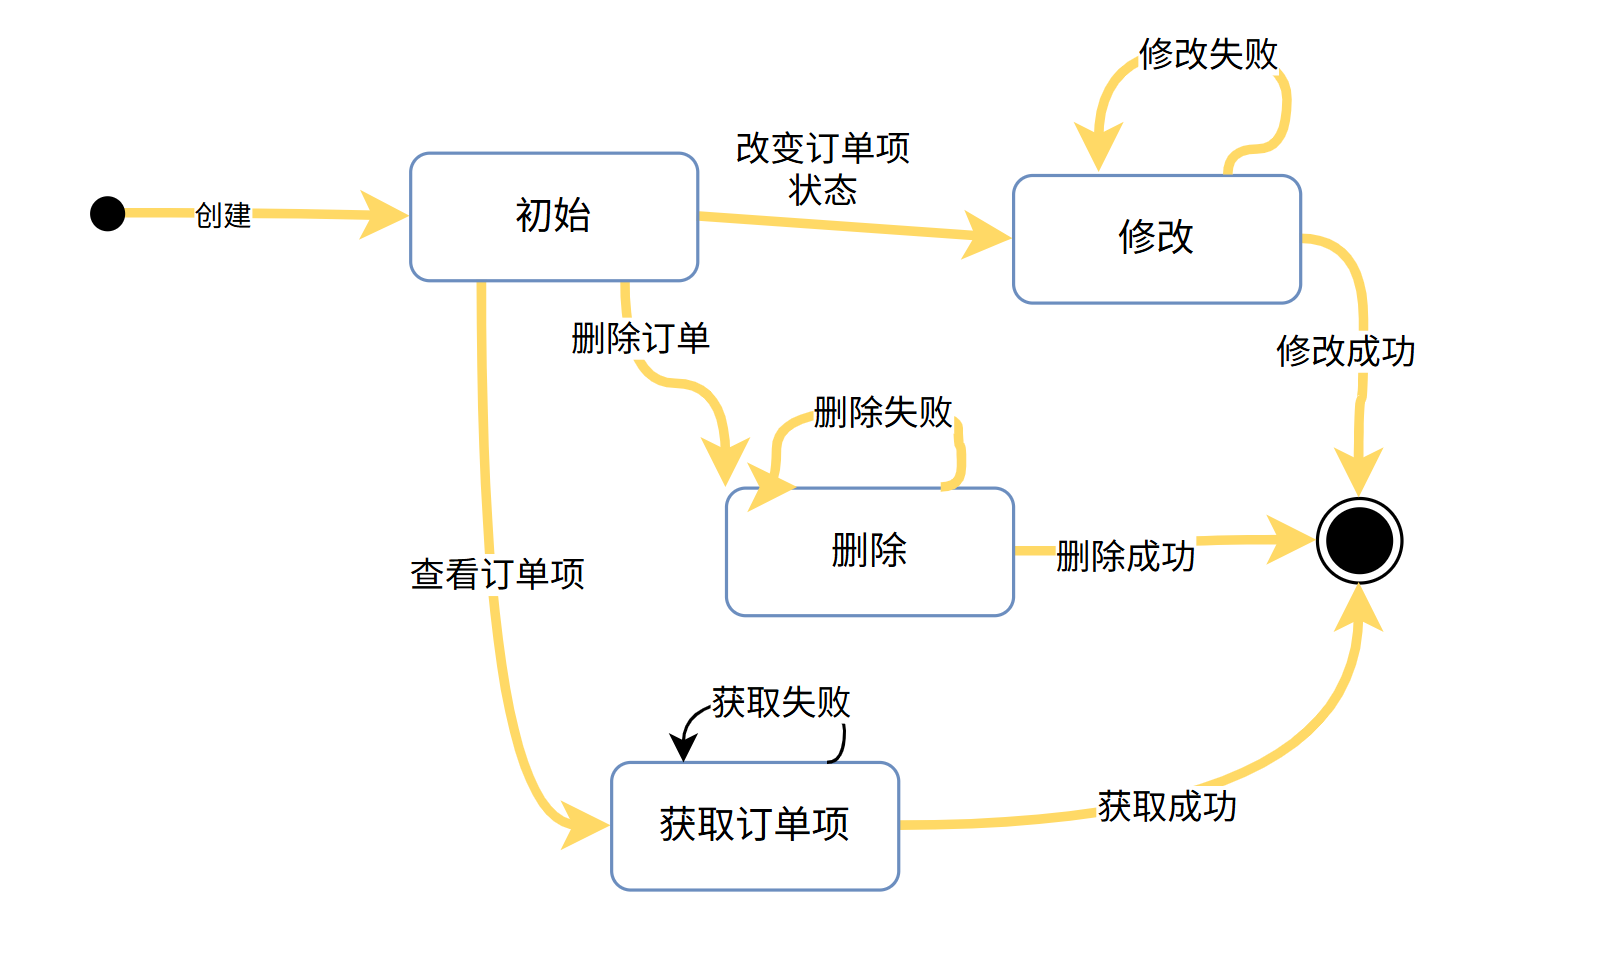 修改失败
改变订单项
状态
创建
初始
修改
删除订单
修改成功
删除失败
删除
删除成功
查看订单项
获取失败
获取订单项
获取成功